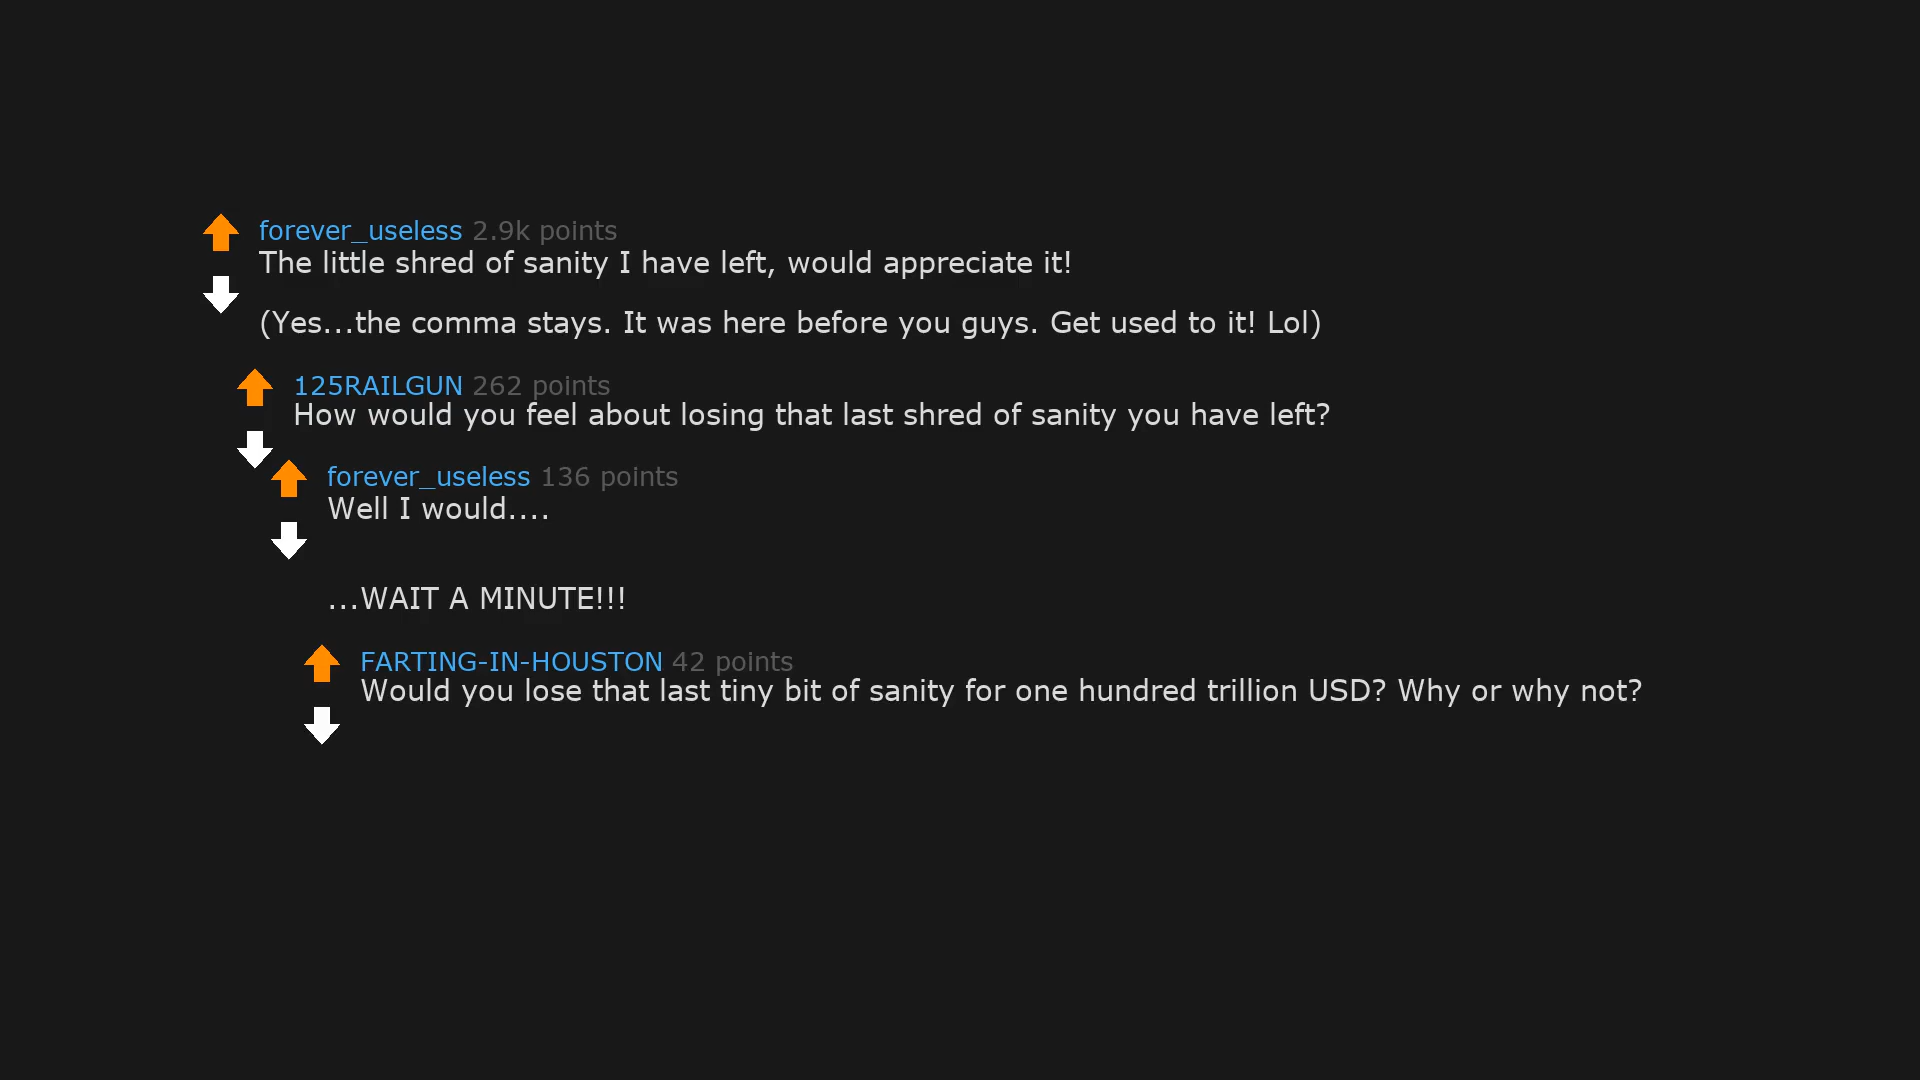 forever_useless 2.9k points
The little shred of sanity I have left, would appreciate it!
(Yes...the comma stays. It was here before you guys. Get used to it! Lol)
125RAILGUN 262 points
How would you feel about losing that last shred of sanity you have left?
forever_useless 136 points
Well I would....
...WAIT A MINUTE!!!
FARTING-IN-HOUSTON 42 points
Would you lose that last tiny bit of sanity for one hundred trillion USD? Why or why not?